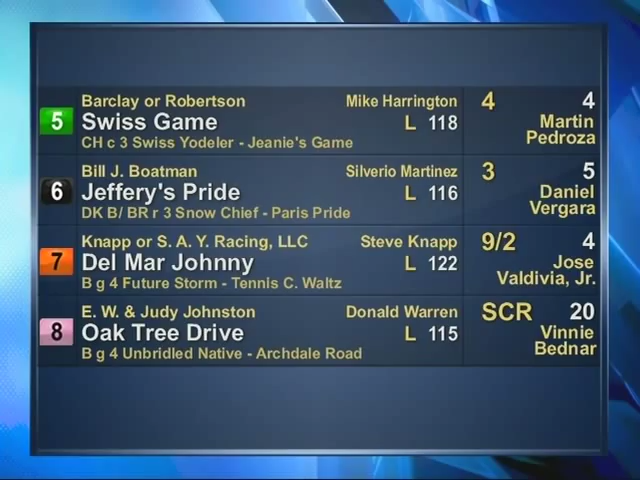 Barclay or Robertson Mike Harrington 4 4
5 Swiss Game L 118 Martin
CH c 3 Swiss Yodeler - Jeanie's Game Pedroza
Bill J. Boatman Silverio Martinez 3 5
6 Jeffery's Pride L 116 Daniel
DK B/ BR r 3 Snow Chief - Paris Pride Vergara
Knapp or S. A. Y. Racing, LLC Steve Knapp 9/2 4
7 Del Mar Johnny L 122 Jose
B g 4 Future Storm - Tennis C. Waltz Valdivia, Jr.
E. W. & Judy Johnston Donald Warren SCR 20
8 Oak Tree Drive L 115 Vinnie
B g 4 Unbridled Native - Archdale Road Bednar